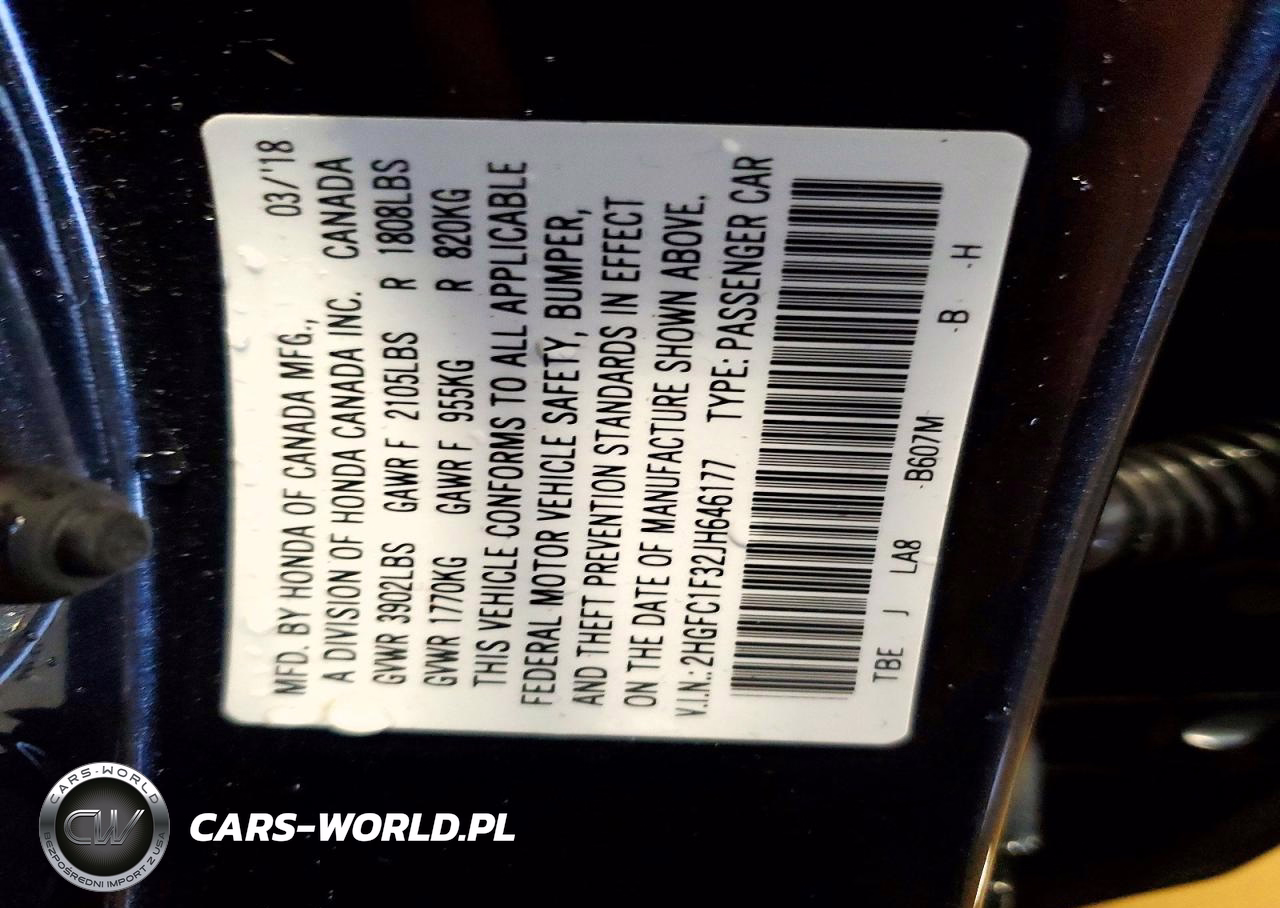 MFD. BY HONDA OF CANADA MFG., 03/'18
A DIVISION OF HONDA CANADA INC. CANADA
GVWR 3902LBS GAWR F 2105LBS R 1808LBS
GVWR 1770KG GAWR F 955KG R 820KG
THIS VEHICLE CONFORMS TO ALL APPLICABLE
FEDERAL MOTOR VEHICLE SAFETY, BUMPER,
AND THEFT PREVENTION STANDARDS IN EFFECT
ON THE DATE OF MANUFACTURE SHOWN ABOVE.
V.I.N.:2HGFC1F32JH646177 TYPE: PASSENGER CAR
TBE J LA8 -B607M -B -H
CARS-WORLD
CW
BEZPOŚREDNI IMPORT Z USA
CARS-WORLD.PL